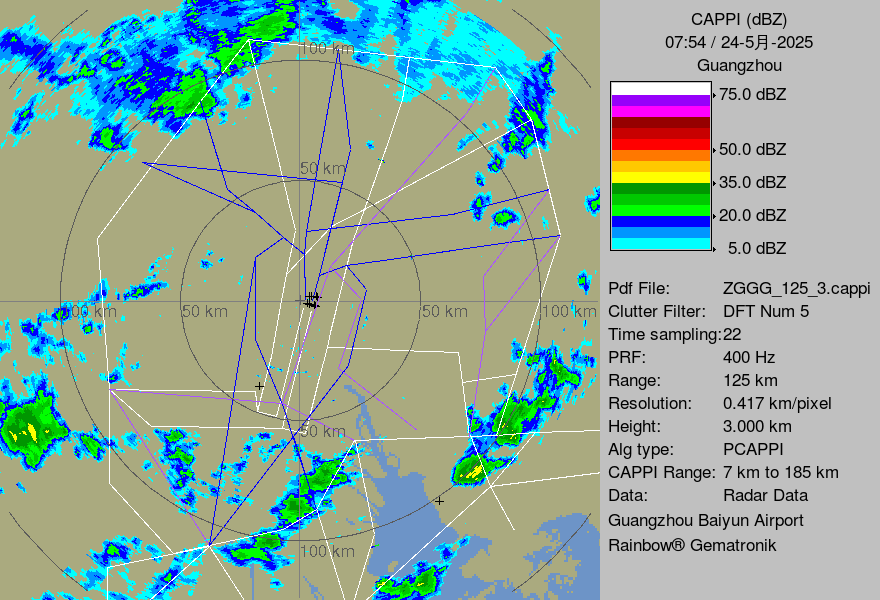 CAPPI (dBZ)
07:54 / 24-5月-2025
Guangzhou
75.0 dBZ
50.0 dBZ
35.0 dBZ
20.0 dBZ
5.0 dBZ
Pdf File: ZGGG_125_3.cappi
Clutter Filter: DFT Num 5
Time sampling:22
PRF: 400 Hz
Range: 125 km
Resolution: 0.417 km/pixel
Height: 3.000 km
Alg type: PCAPPI
CAPPI Range: 7 km to 185 km
Data: Radar Data
Guangzhou Baiyun Airport
Rainbow® Gematronik
100 km
50 km
100 km
50 km
50 km
100 km
50 km
100 km